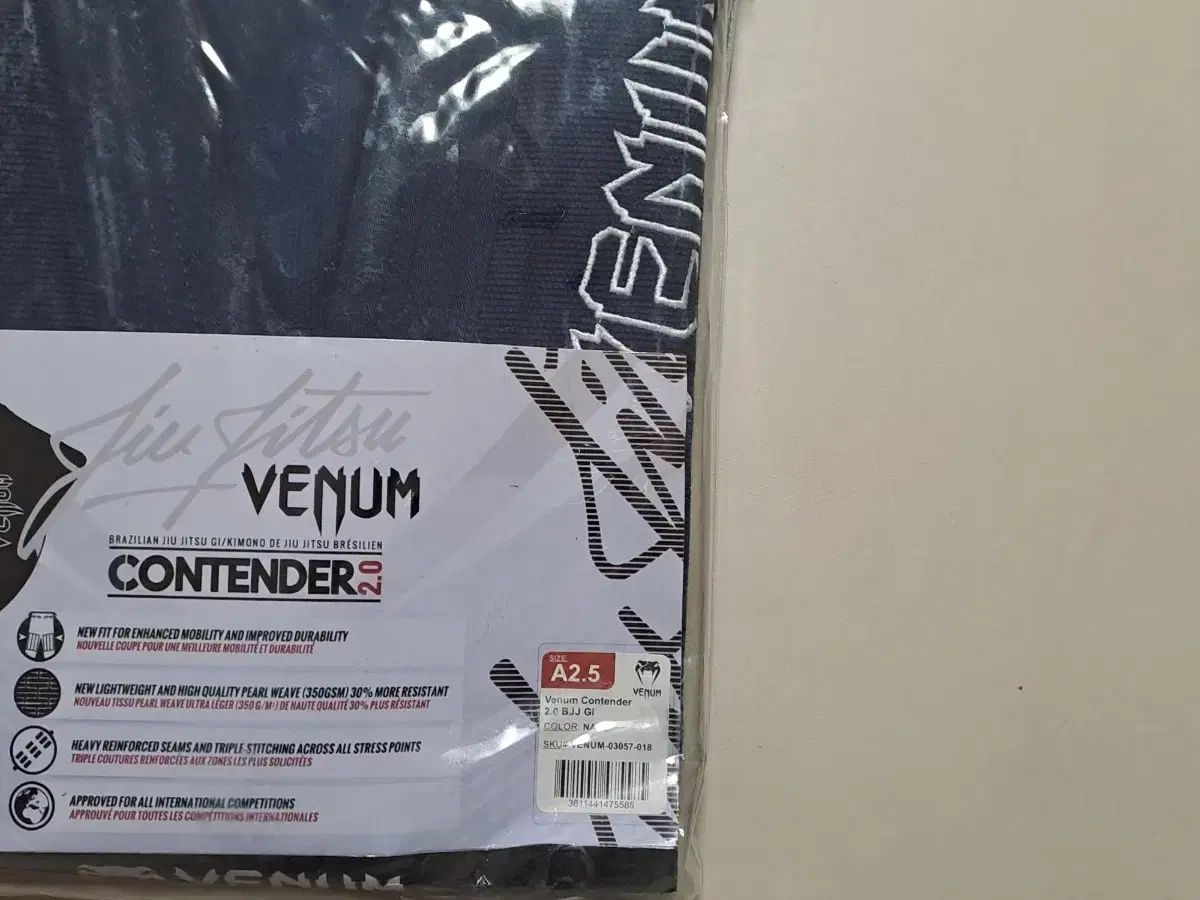 VENUM
Jiu Jitsu
VENUM
VENUM
BRAZILIAN JIU JITSU GI/KIMONO DE JIU JITSU BRÉSILIEN
CONTENDER 2.0
NEW FIT FOR ENHANCED MOBILITY AND IMPROVED DURABILITY
NOUVELLE COUPE POUR UNE MEILLEURE MOBILITÉ ET DURABILITÉ
NEW LIGHTWEIGHT AND HIGH QUALITY PEARL WEAVE (350GSM) 30% MORE RESISTANT
NOUVEAU TISSU PEARL WEAVE ULTRA LÉGER (350 G/M²) DE HAUTE QUALITÉ 30% PLUS RÉSISTANT
HEAVY REINFORCED SEAMS AND TRIPLE-STITCHING ACROSS ALL STRESS POINTS
TRIPLE COUTURES RENFORCÉES AUX ZONES LES PLUS SOLLICITÉES
APPROVED FOR ALL INTERNATIONAL COMPETITIONS
APPROUVÉ POUR TOUTES LES COMPÉTITIONS INTERNATIONALES
SIZE:
A2.5
VENUM
Venum Contender
2.0 BJJ GI
COLOR: NA
SKU# VENUM-03057-018
3611441475585
VENUM